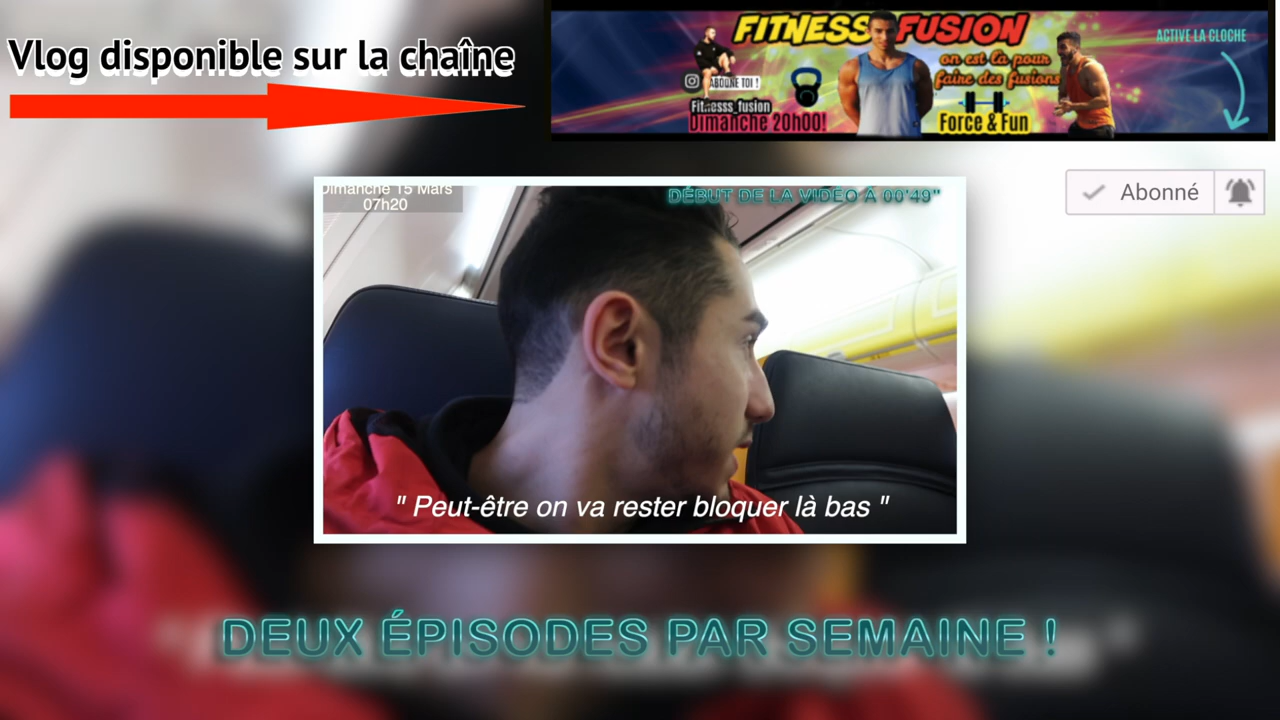 Vlog disponible sur la chaîne
FITNESS FUSION
on est là pour
faire des fusions
ACTIVE LA CLOCHE
ABONNE TOI !
Fitnesss_fusion
Dimanche 20h00!
Force & Fun
Abonné
Dimanche 15 Mars
07h20
DÉBUT DE LA VIDÉO À 00'49"
" Peut-être on va rester bloquer là bas "
DEUX ÉPISODES PAR SEMAINE !